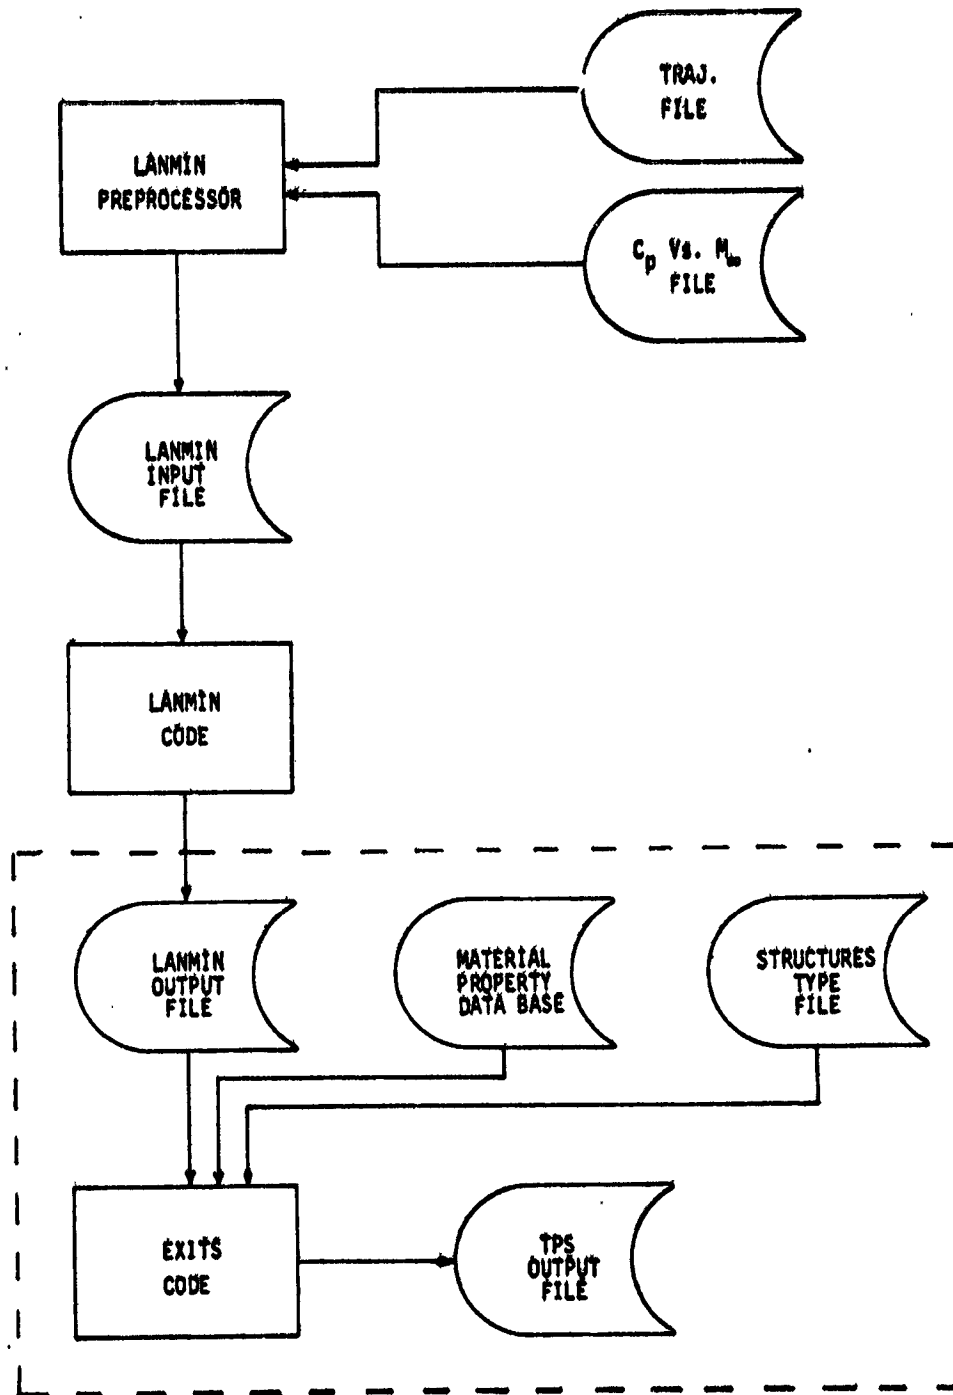 TRAJ.
FILE
LANMIN
PREPROCESSOR
Cp Vs. M∞
FILE
LANMIN
INPUT
FILE
LANMIN
CODE
LANMIN
OUTPUT
FILE
MATERIAL
PROPERTY
DATA BASE
STRUCTURES
TYPE
FILE
EXITS
CODE
TPS
OUTPUT
FILE